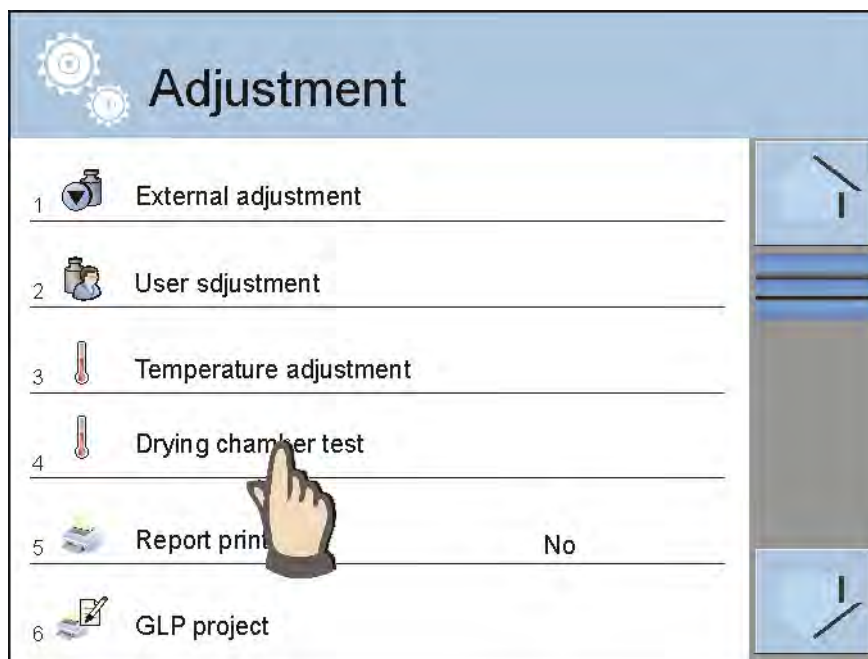 Adjustment
1 External adjustment
2 User sdjustment
3 Temperature adjustment
4 Drying chamber test
5 Report print No
6 GLP project